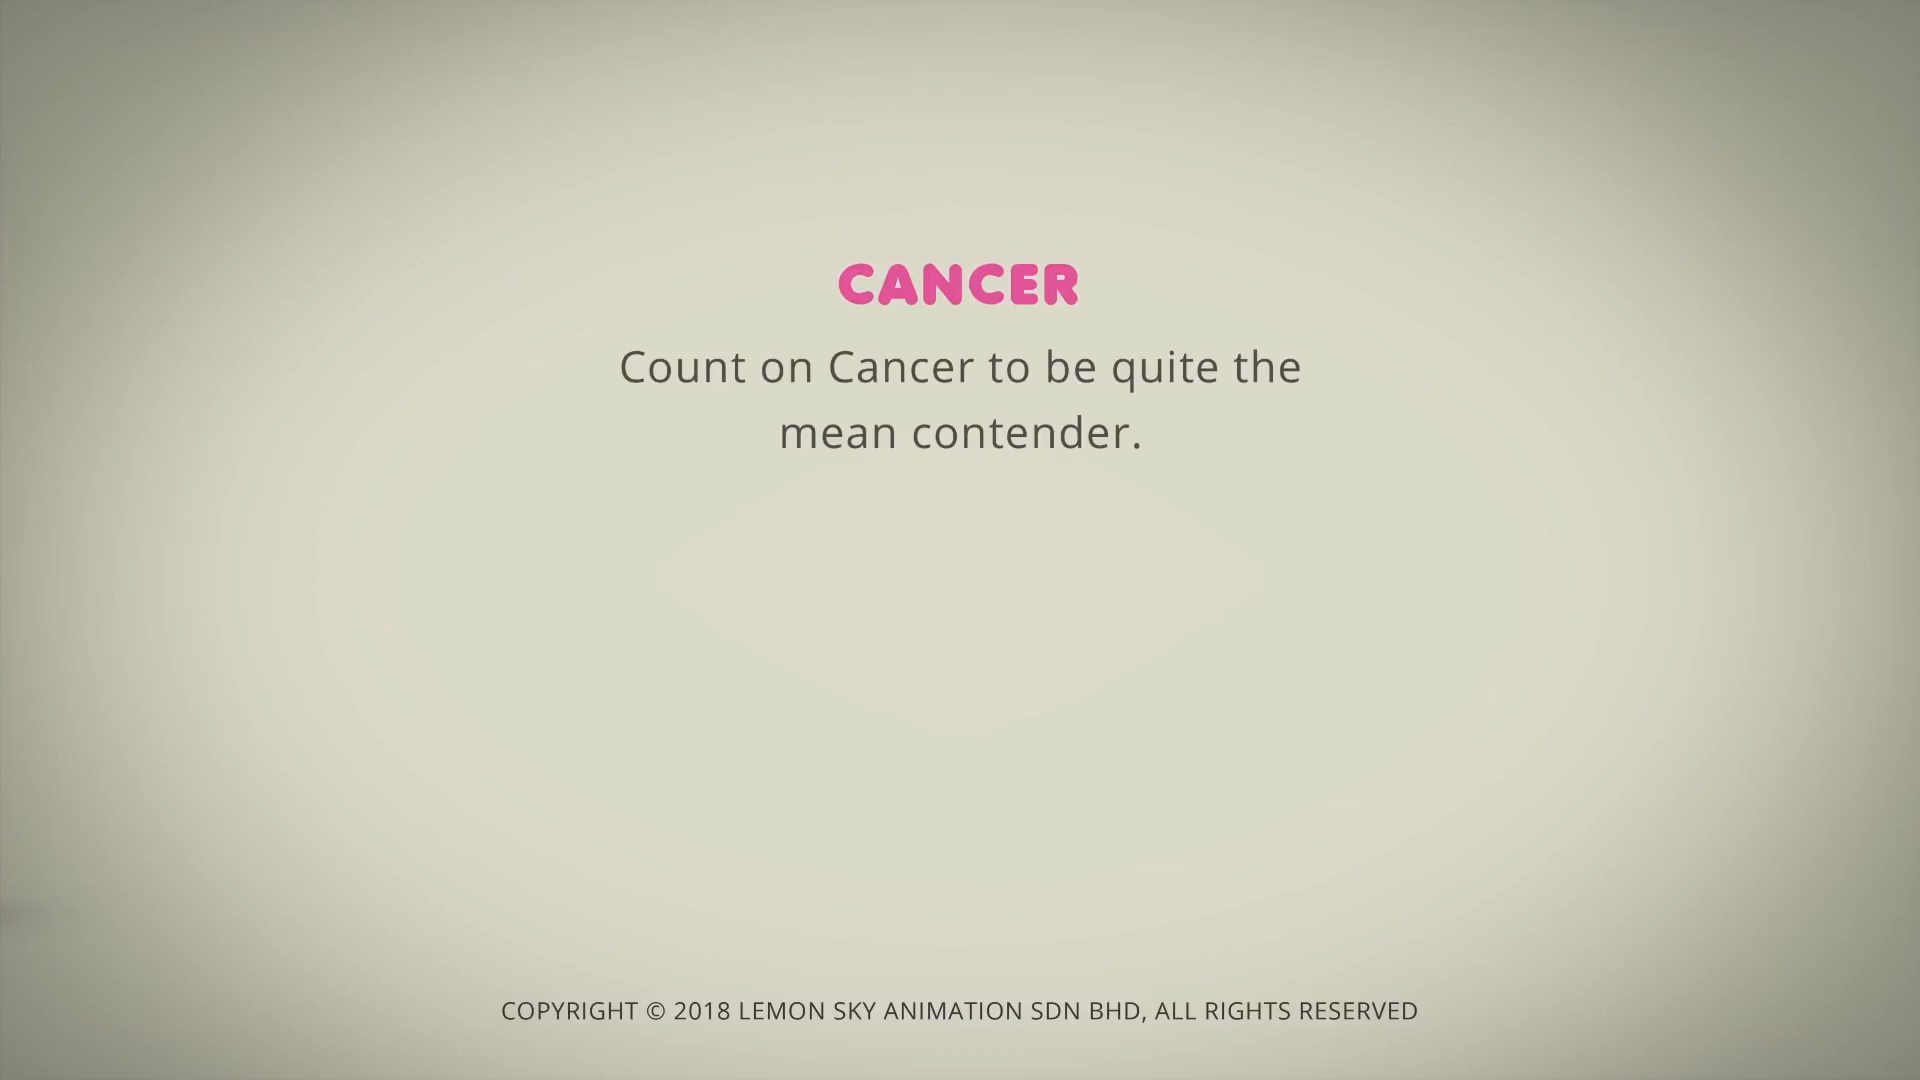 CANCER
Count on Cancer to be quite the
mean contender.
COPYRIGHT © 2018 LEMON SKY ANIMATION SDN BHD, ALL RIGHTS RESERVED